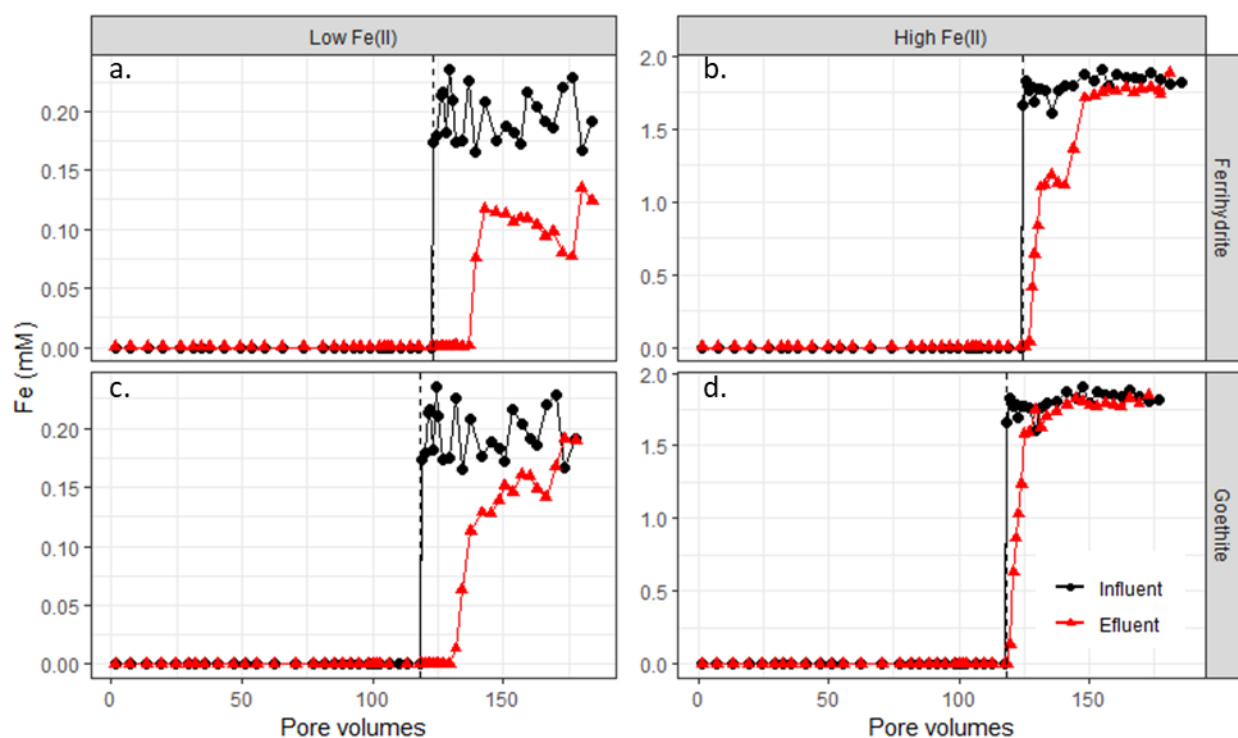 Low Fe(II)
High Fe(II)
a.
b.
0.20
0.15
0.10
0.05
0.00
2.0
1.5
1.0
0.5
0.0
Ferrihydrite
c.
d.
0.20
0.15
0.10
0.05
0.00
2.0
1.5
1.0
0.5
0.0
Goethite
Influent
Efluent
Fe (mM)
0
50
100
150
0
50
100
150
Pore volumes
Pore volumes